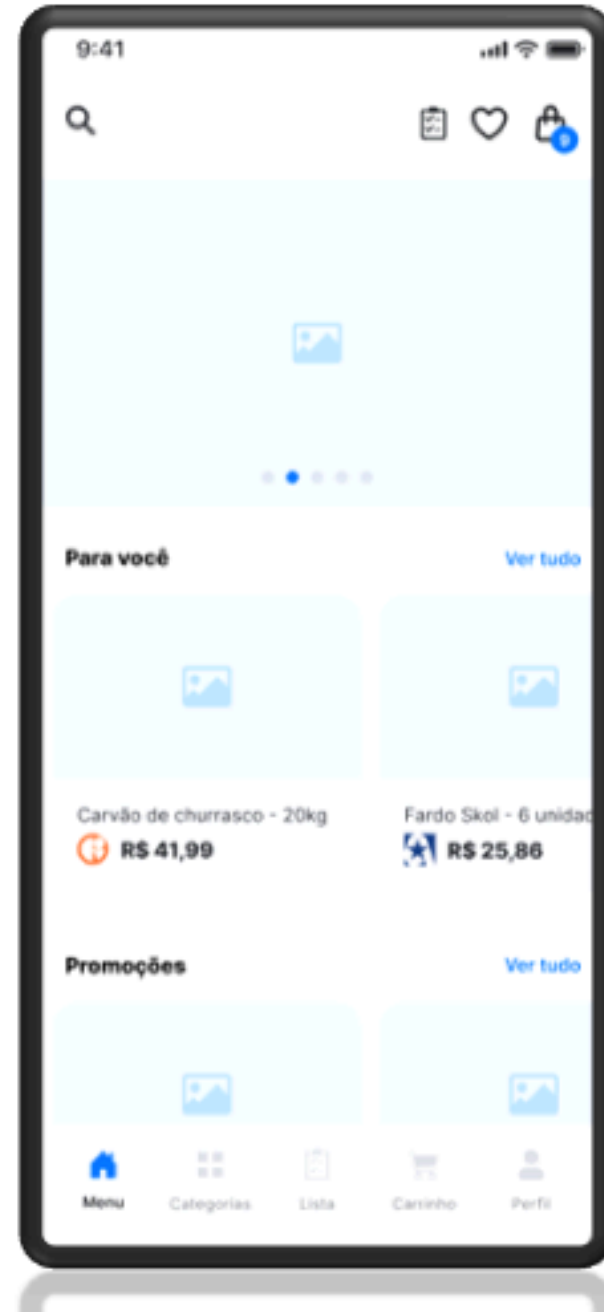 9:41
9
Para você Ver tudo
Carvão de churrasco - 20kg Fardo Skol - 6 unidad
R$ 41,99 R$ 25,86
Promoções Ver tudo
Menu Categorias Lista Carrinho Perfil